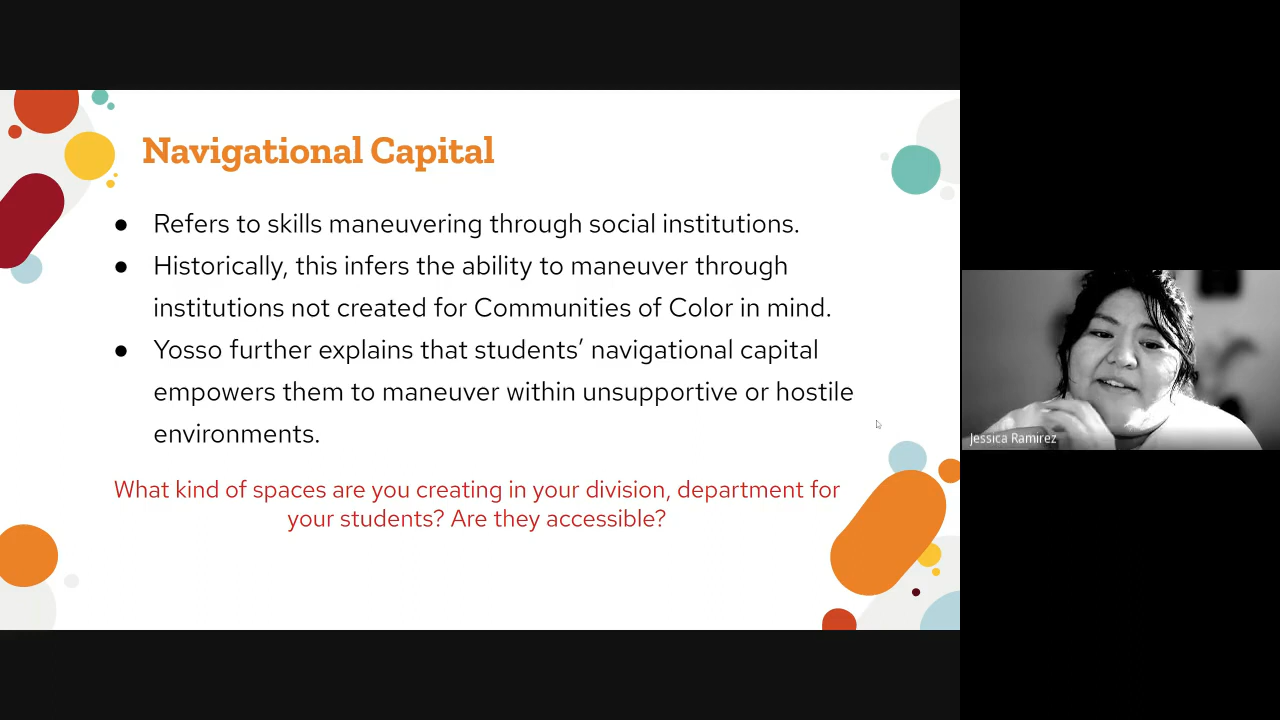 Navigational Capital
● Refers to skills maneuvering through social institutions.
● Historically, this infers the ability to maneuver through
institutions not created for Communities of Color in mind.
● Yosso further explains that students’ navigational capital
empowers them to maneuver within unsupportive or hostile
environments.
What kind of spaces are you creating in your division, department for
your students? Are they accessible?
Jessica Ramirez